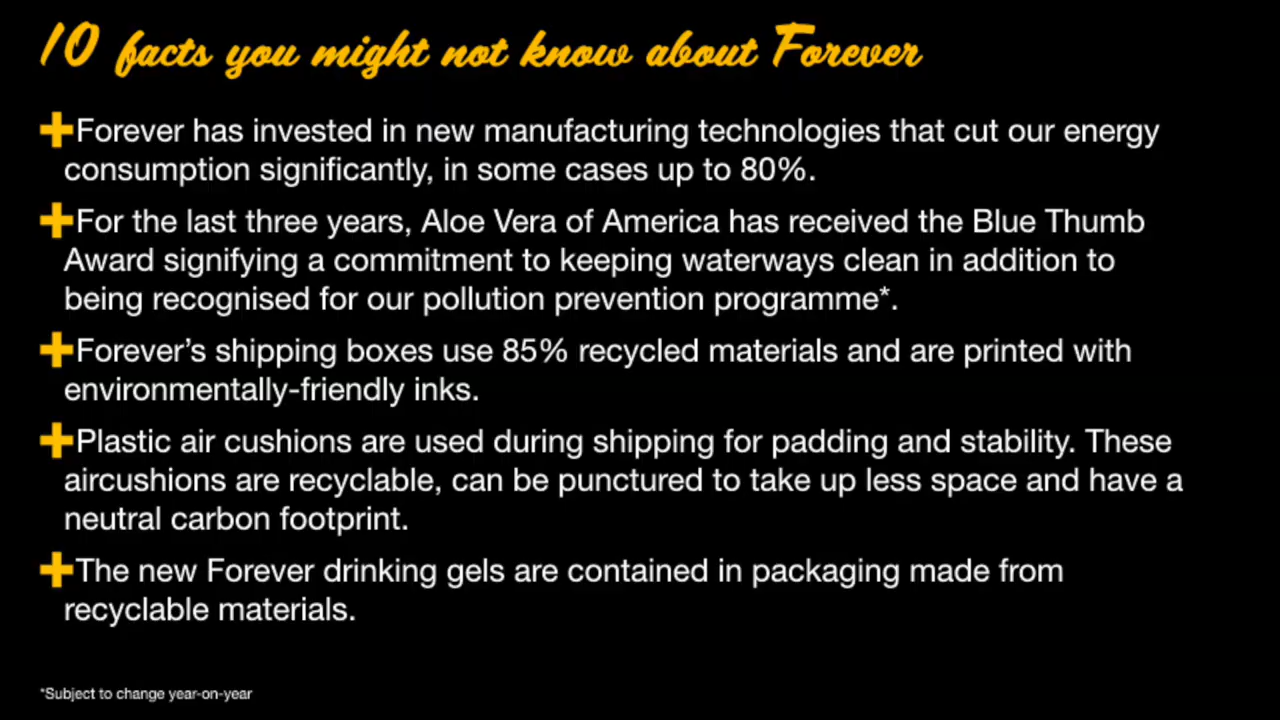 10 facts you might not know about Forever
Forever has invested in new manufacturing technologies that cut our energy
consumption significantly, in some cases up to 80%.
For the last three years, Aloe Vera of America has received the Blue Thumb
Award signifying a commitment to keeping waterways clean in addition to
being recognised for our pollution prevention programme*.
Forever’s shipping boxes use 85% recycled materials and are printed with
environmentally-friendly inks.
Plastic air cushions are used during shipping for padding and stability. These
aircushions are recyclable, can be punctured to take up less space and have a
neutral carbon footprint.
The new Forever drinking gels are contained in packaging made from
recyclable materials.
*Subject to change year-on-year